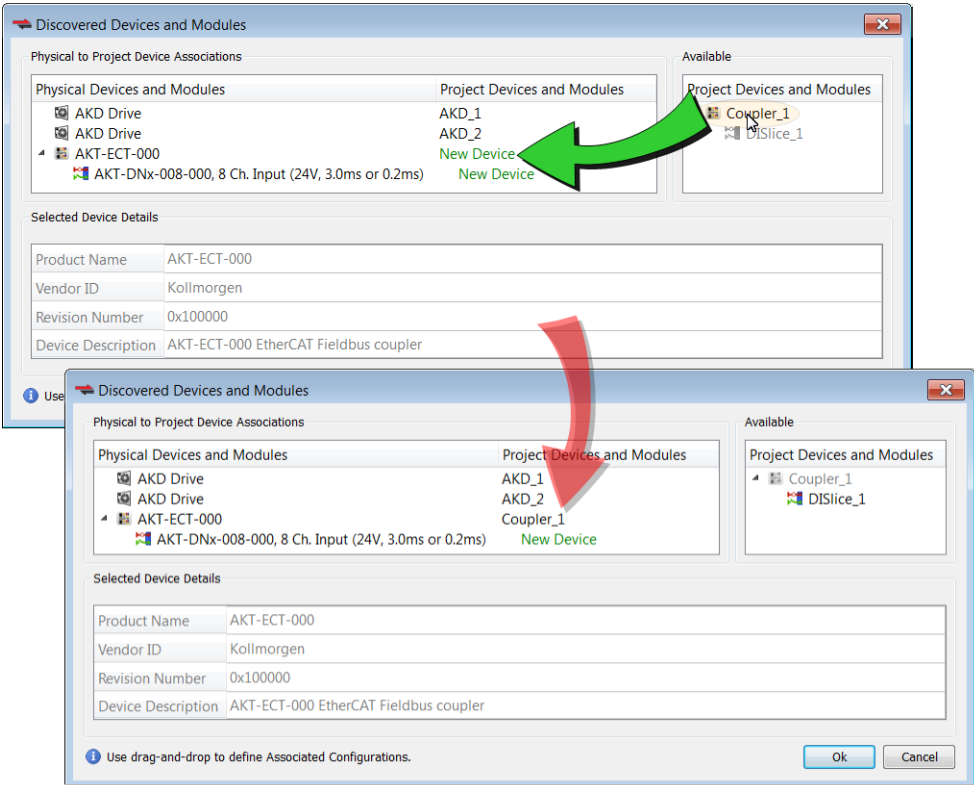 Discovered Devices and Modules
Physical to Project Device Associations
Available
Physical Devices and Modules Project Devices and Modules
Project Devices and Modules
AKD Drive AKD_1
Coupler_1
AKD Drive AKD_2
DISlice_1
AKT-ECT-000 New Device
AKT-DNx-008-000, 8 Ch. Input (24V, 3.0ms or 0.2ms) New Device
Selected Device Details
Product Name AKT-ECT-000
Vendor ID Kollmorgen
Revision Number 0x100000
Device Description AKT-ECT-000 EtherCAT Fieldbus coupler
Use
Discovered Devices and Modules
Physical to Project Device Associations
Available
Physical Devices and Modules Project Devices and Modules
Project Devices and Modules
AKD Drive AKD_1
Coupler_1
AKD Drive AKD_2
DISlice_1
AKT-ECT-000 Coupler_1
AKT-DNx-008-000, 8 Ch. Input (24V, 3.0ms or 0.2ms) New Device
Selected Device Details
Product Name AKT-ECT-000
Vendor ID Kollmorgen
Revision Number 0x100000
Device Description AKT-ECT-000 EtherCAT Fieldbus coupler
Use drag-and-drop to define Associated Configurations.
Ok Cancel